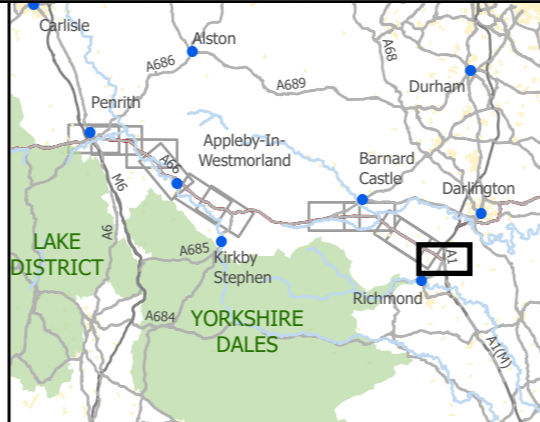 Carlisle
Alston
A68
A686
A689
Durham
Penrith
Appleby-In-
Westmorland
Barnard
Castle
A66
M6
Darlington
A6
LAKE
DISTRICT
A685
Kirkby
Stephen
A1
Richmond
A684
YORKSHIRE
DALES
A1(M)